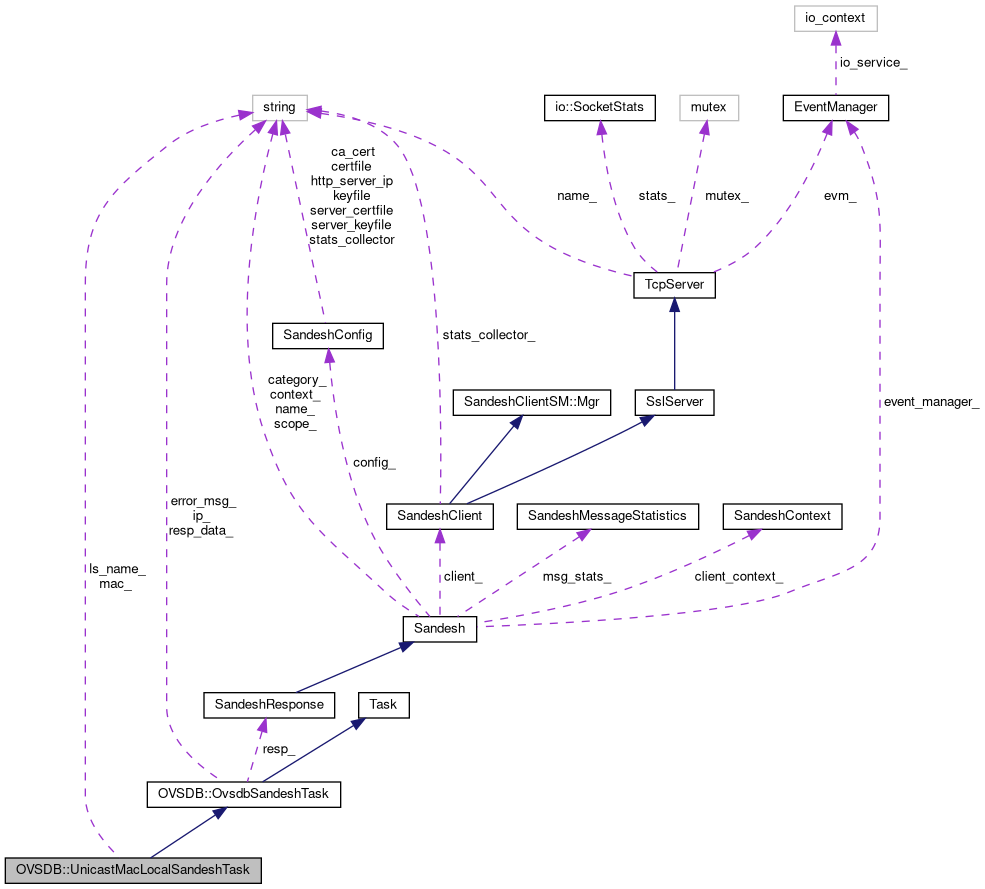 io_context
io_service_
string
io::SocketStats
mutex
EventManager
ca_cert
certfile
http_server_ip
keyfile
server_certfile
server_keyfile
stats_collector
name_
stats_
mutex_
evm_
TcpServer
SandeshConfig
stats_collector_
category_
context_
name_
scope_
SandeshClientSM::Mgr
SslServer
event_manager_
config_
error_msg_
ip_
resp_data_
SandeshClient
SandeshMessageStatistics
SandeshContext
ls_name_
mac_
client_
msg_stats_
client_context_
Sandesh
SandeshResponse
Task
resp_
OVSDB::OvsdbSandeshTask
OVSDB::UnicastMacLocalSandeshTask